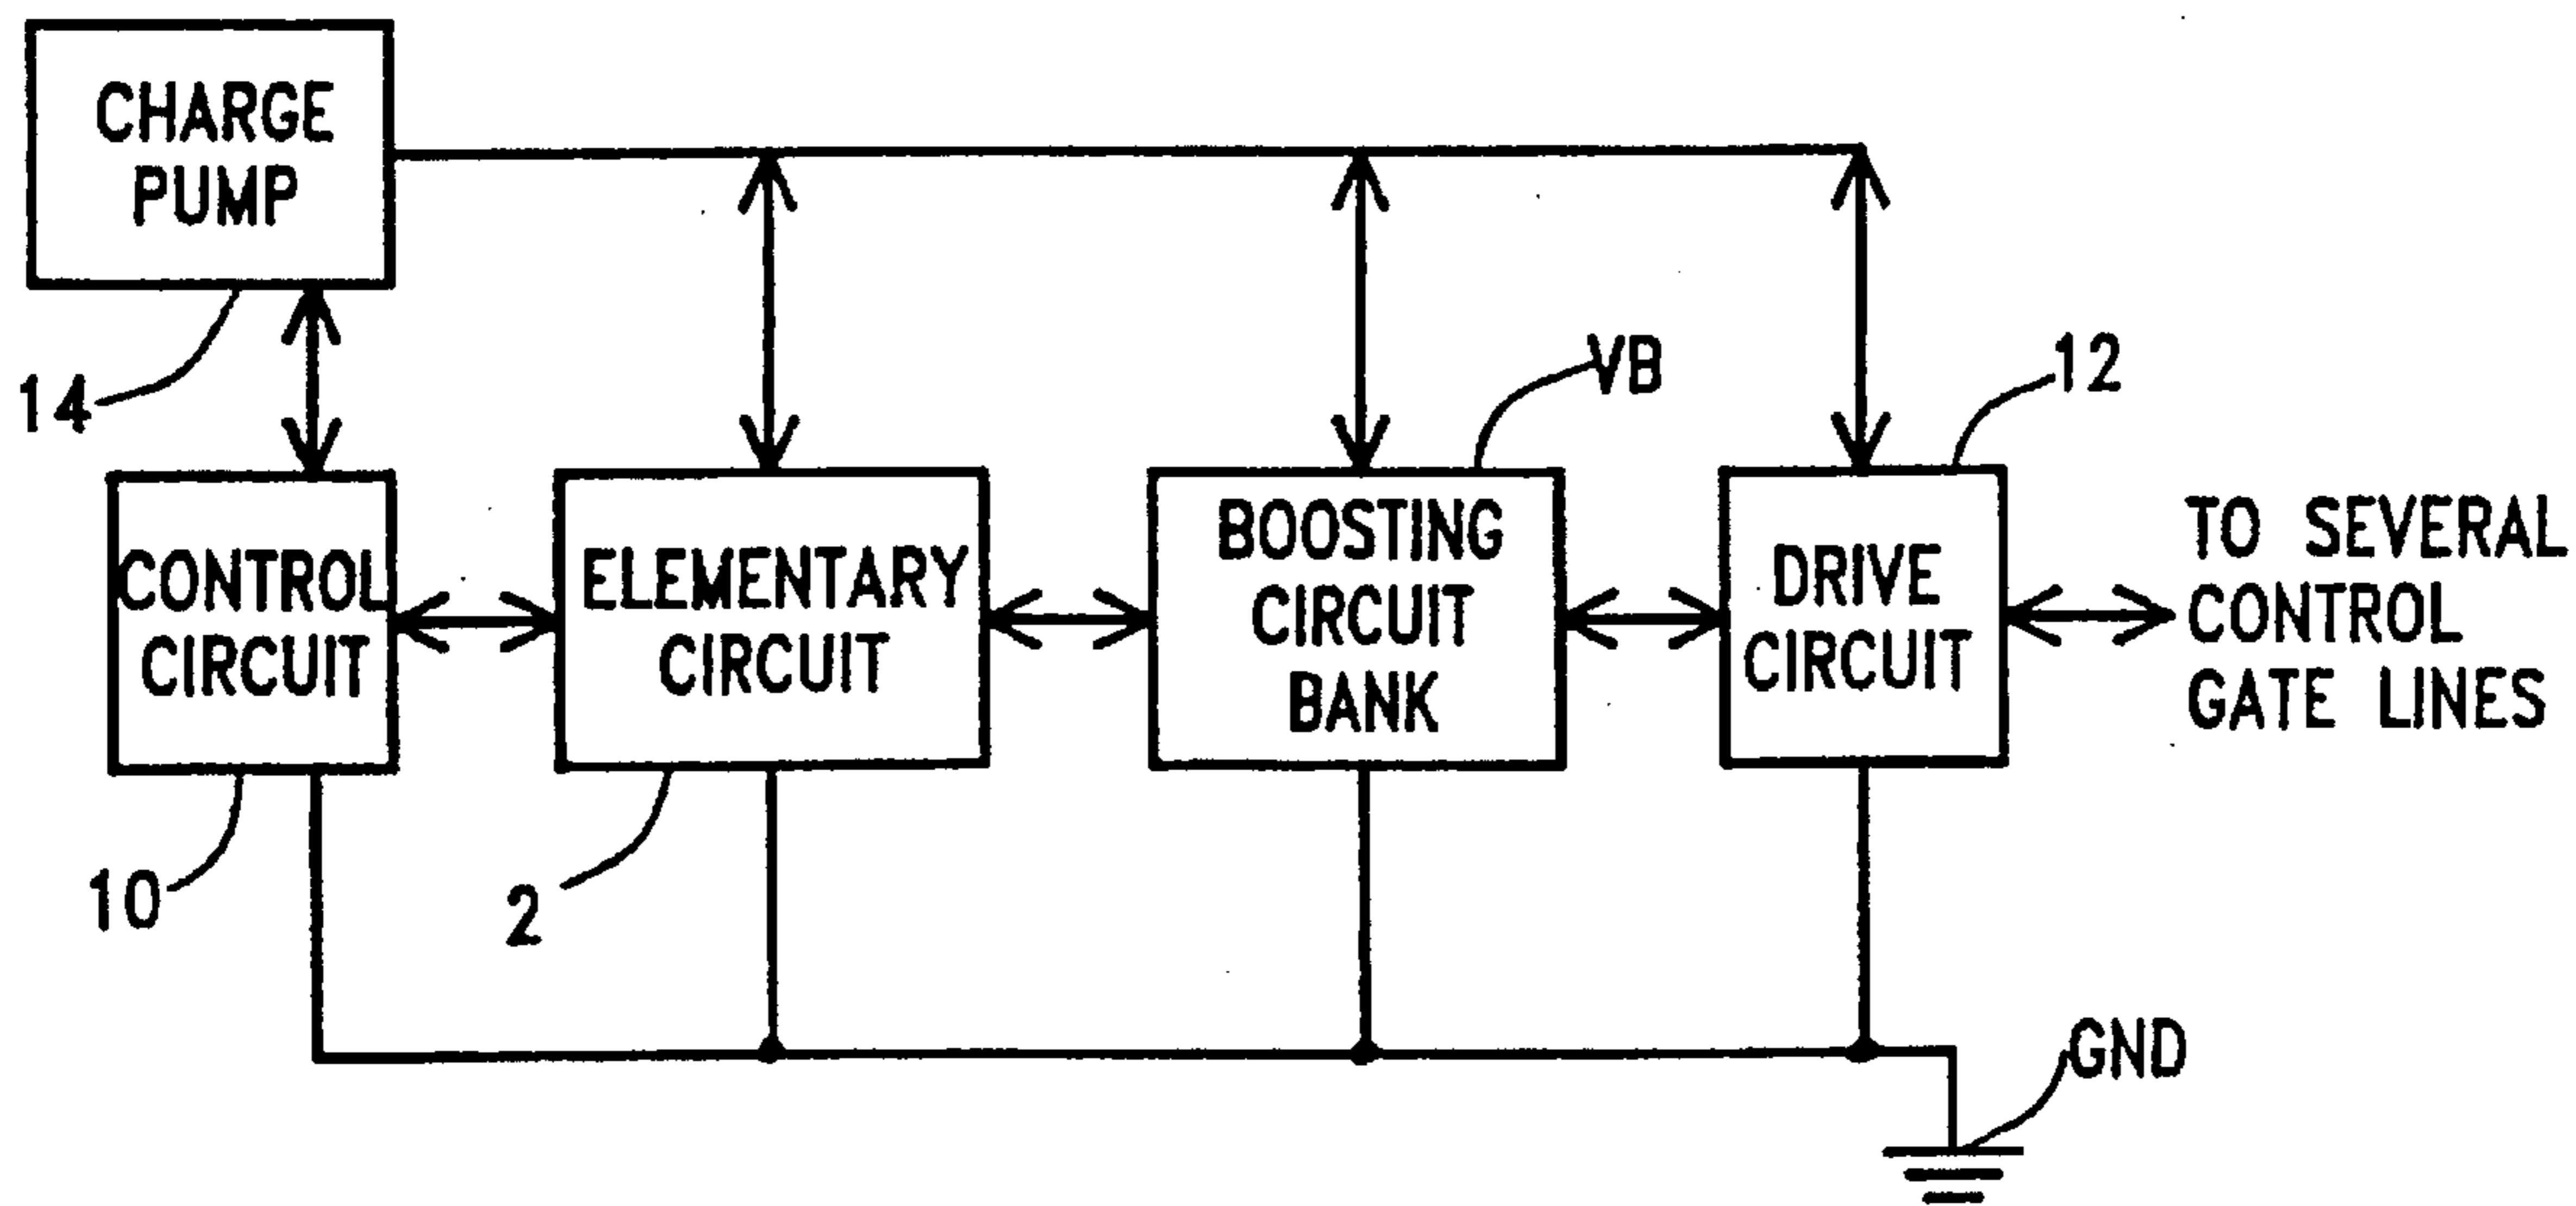 CHARGE
PUMP
14
VB
12
CONTROL
CIRCUIT
ELEMENTARY
CIRCUIT
BOOSTING
CIRCUIT
BANK
DRIVE
CIRCUIT
TO SEVERAL
CONTROL
GATE LINES
10
2
GND